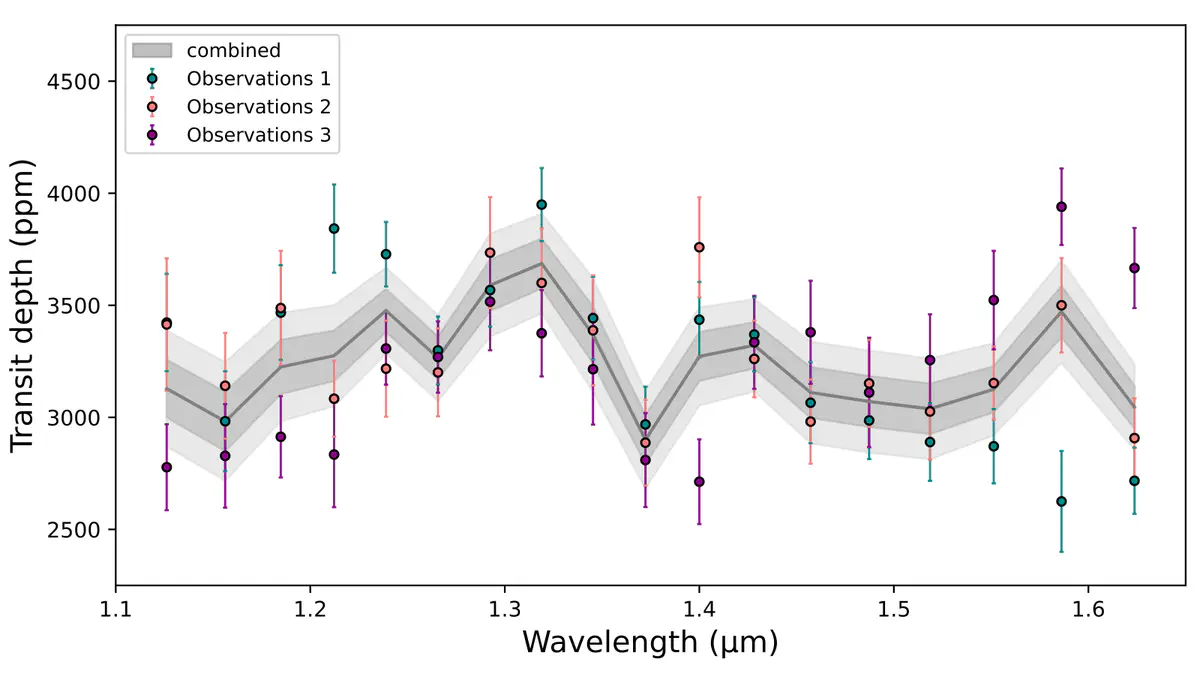 combined
Observations 1
Observations 2
Observations 3
4500
4000
3500
3000
2500
Transit depth (ppm)
1.1 1.2 1.3 1.4 1.5 1.6
Wavelength (μm)